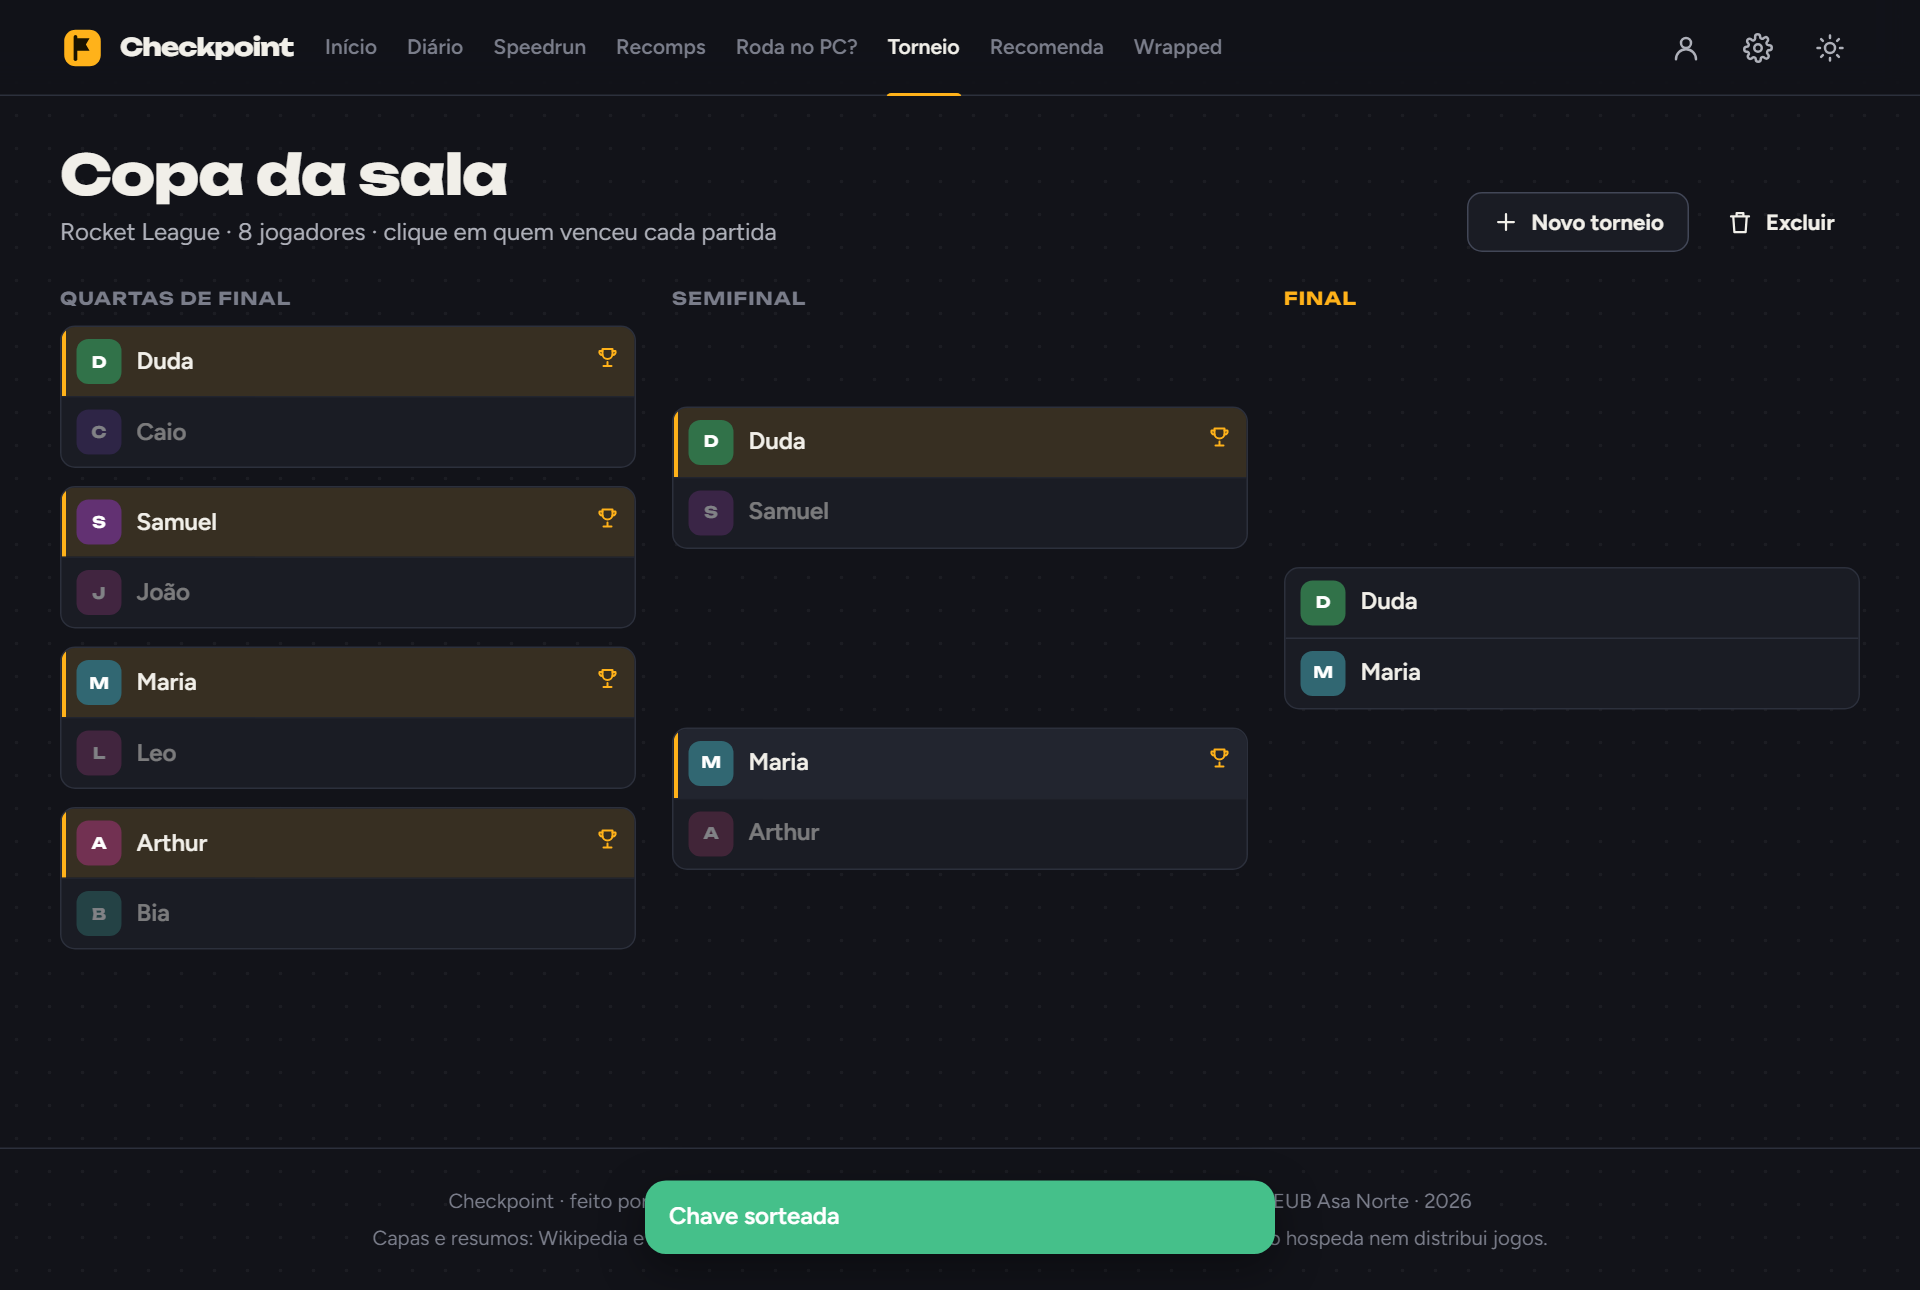 Checkpoint Início Diário Speedrun Recomps Roda no PC? Torneio Recomenda Wrapped
Copa da sala
Rocket League · 8 jogadores · clique em quem venceu cada partida
Novo torneio Excluir
QUARTAS DE FINAL
D Duda
C Caio
S Samuel
J João
M Maria
L Leo
A Arthur
B Bia
SEMIFINAL
D Duda
S Samuel
M Maria
A Arthur
FINAL
D Duda
M Maria
Checkpoint · feito por EUB Asa Norte · 2026
Capas e resumos: Wikipedia e hospeda nem distribui jogos.
Chave sorteada